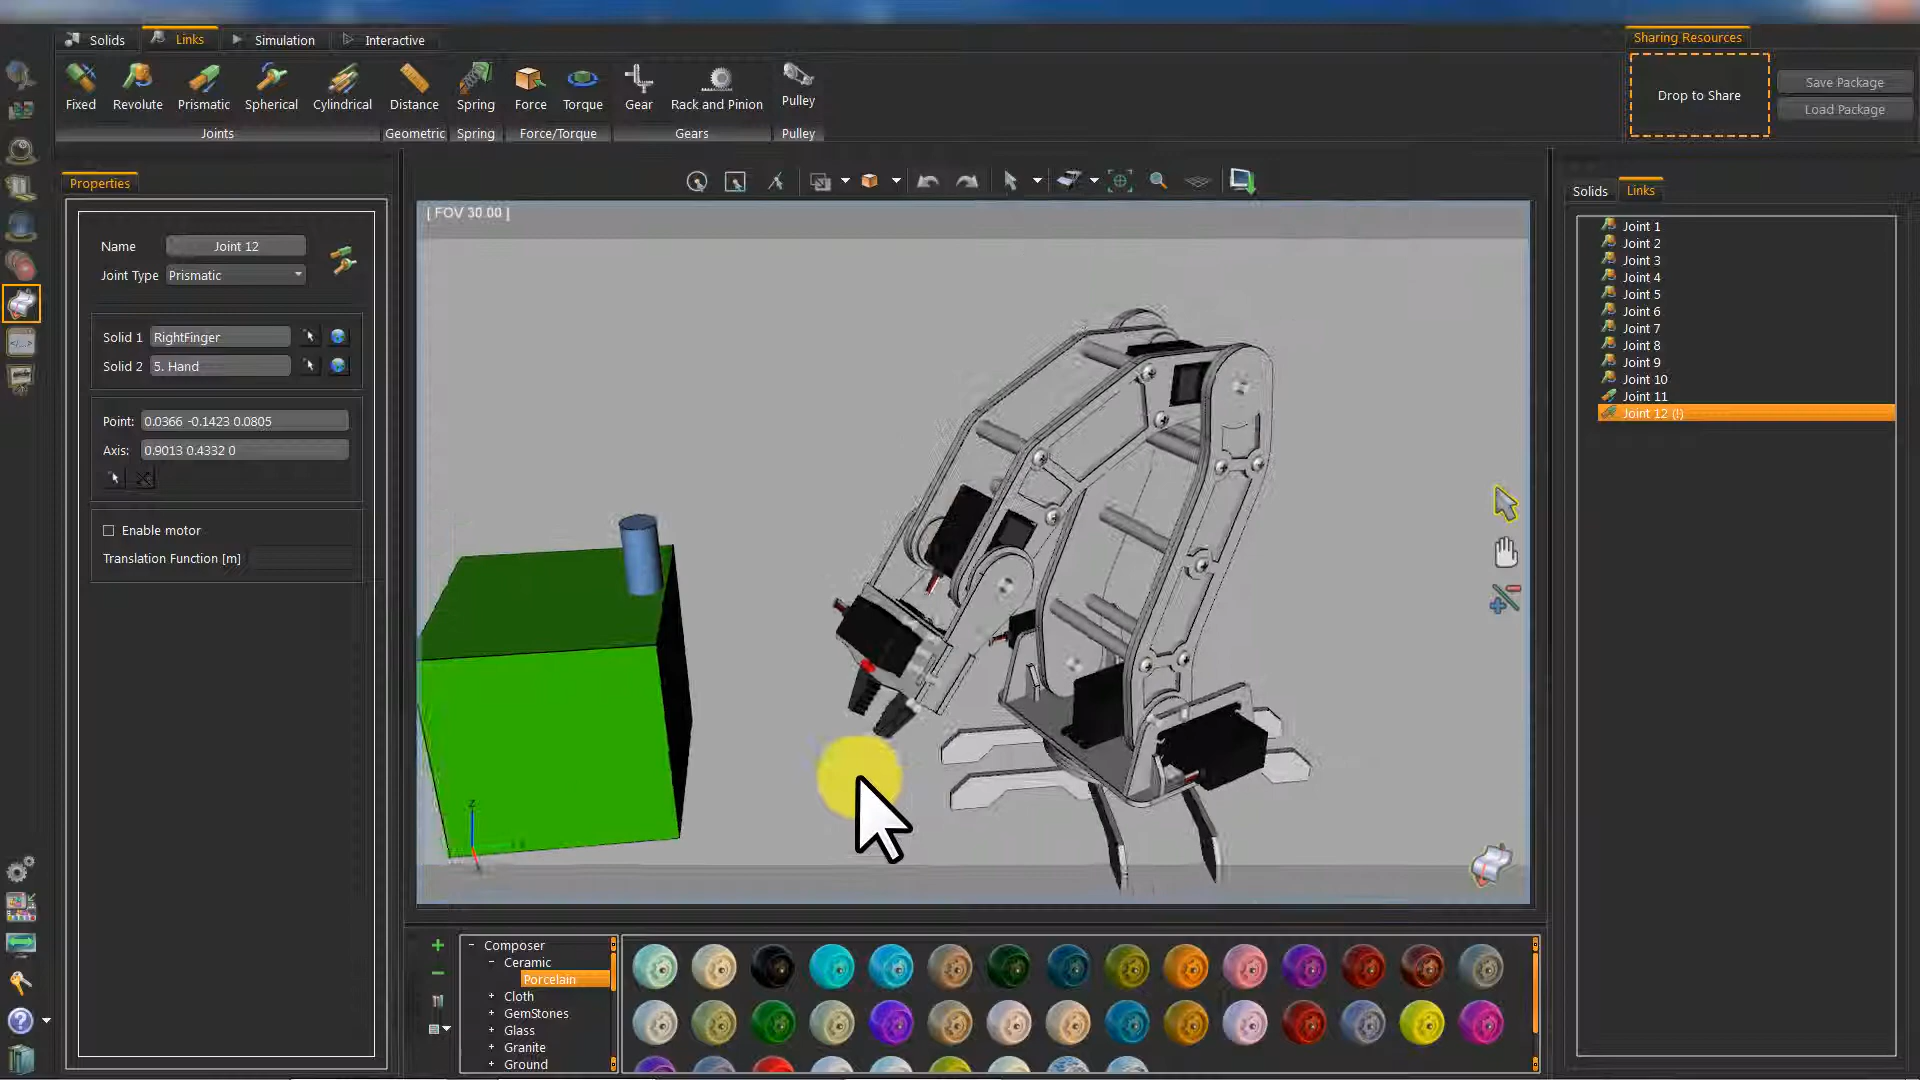 Solids
Links
Simulation
Interactive
Sharing Resources
Fixed
Revolute
Prismatic
Spherical
Cylindrical
Distance
Spring
Force
Torque
Gear
Rack and Pinion
Pulley
Drop to Share
Save Package
Load Package
Joints
Geometric
Spring
Force/Torque
Gears
Pulley
Properties
Name
Joint 12
Joint Type
Prismatic
Solid 1
RightFinger
Solid 2
5. Hand
Point:
0.0366 -0.1423 0.0805
Axis:
0.9013 0.4332 0
Enable motor
Translation Function [m]
[ FOV 30.00 ]
Z
Solids
Links
Joint 1
Joint 2
Joint 3
Joint 4
Joint 5
Joint 6
Joint 7
Joint 8
Joint 9
Joint 10
Joint 11
Joint 12 (!)
Composer
Ceramic
Porcelain
Cloth
GemStones
Glass
Granite
Ground